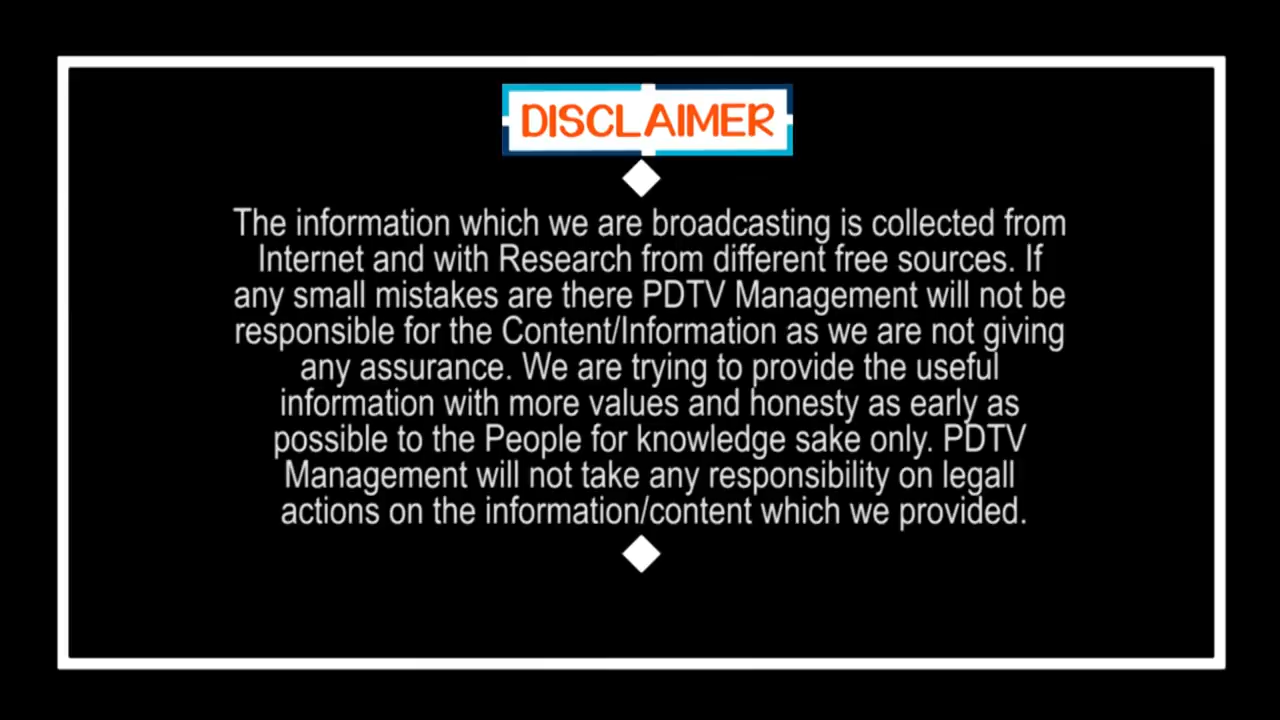 DISCLAIMER
The information which we are broadcasting is collected from
Internet and with Research from different free sources. If
any small mistakes are there PDTV Management will not be
responsible for the Content/Information as we are not giving
any assurance. We are trying to provide the useful
information with more values and honesty as early as
possible to the People for knowledge sake only. PDTV
Management will not take any responsibility on legall
actions on the information/content which we provided.